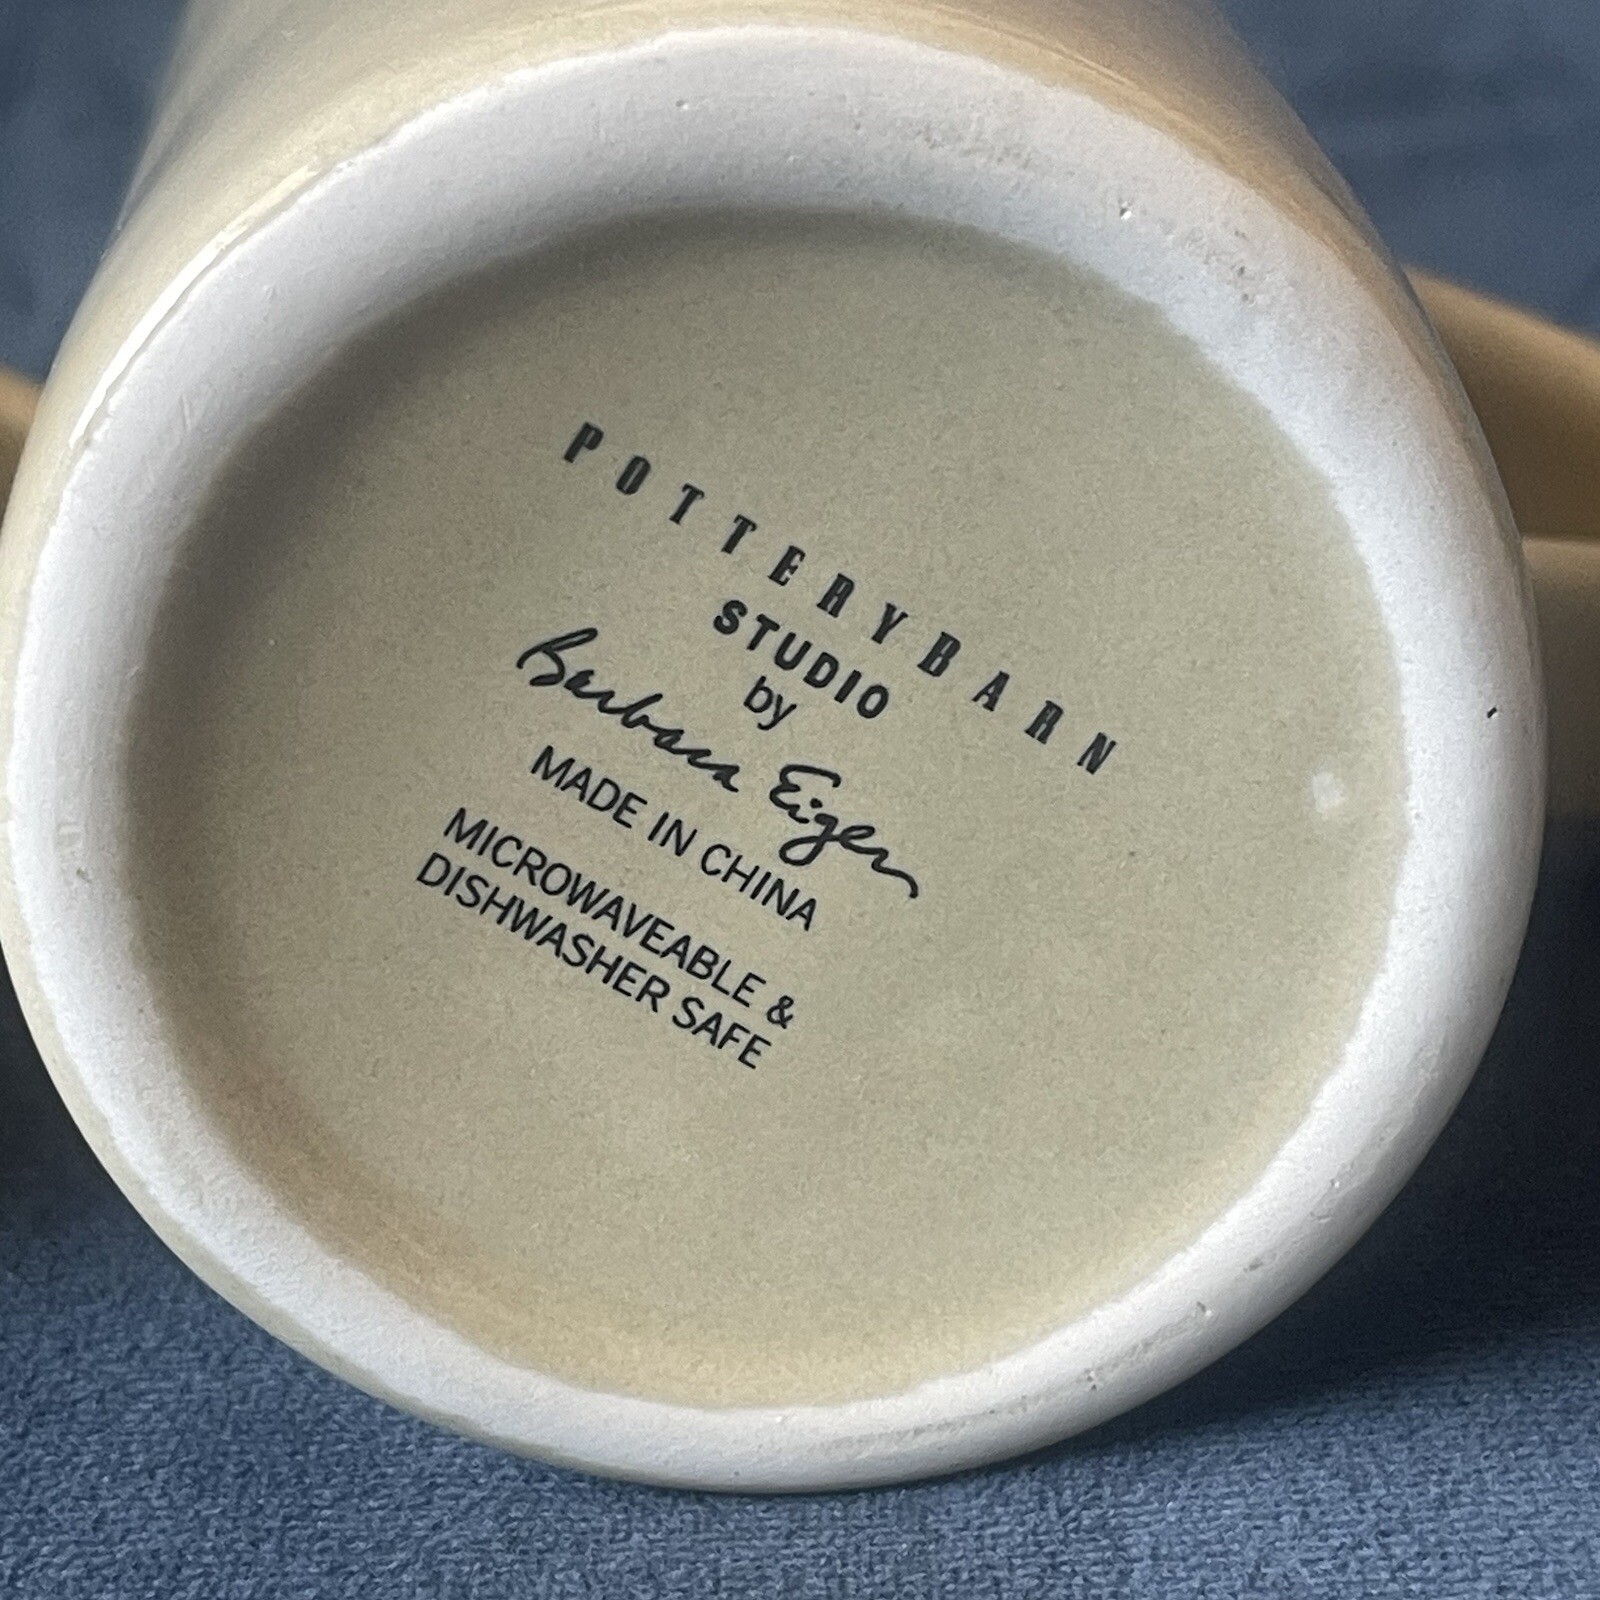 POTTERYBARN
STUDIO
by
Barbara Eigen
MADE IN CHINA
MICROWAVEABLE &
DISHWASHER SAFE